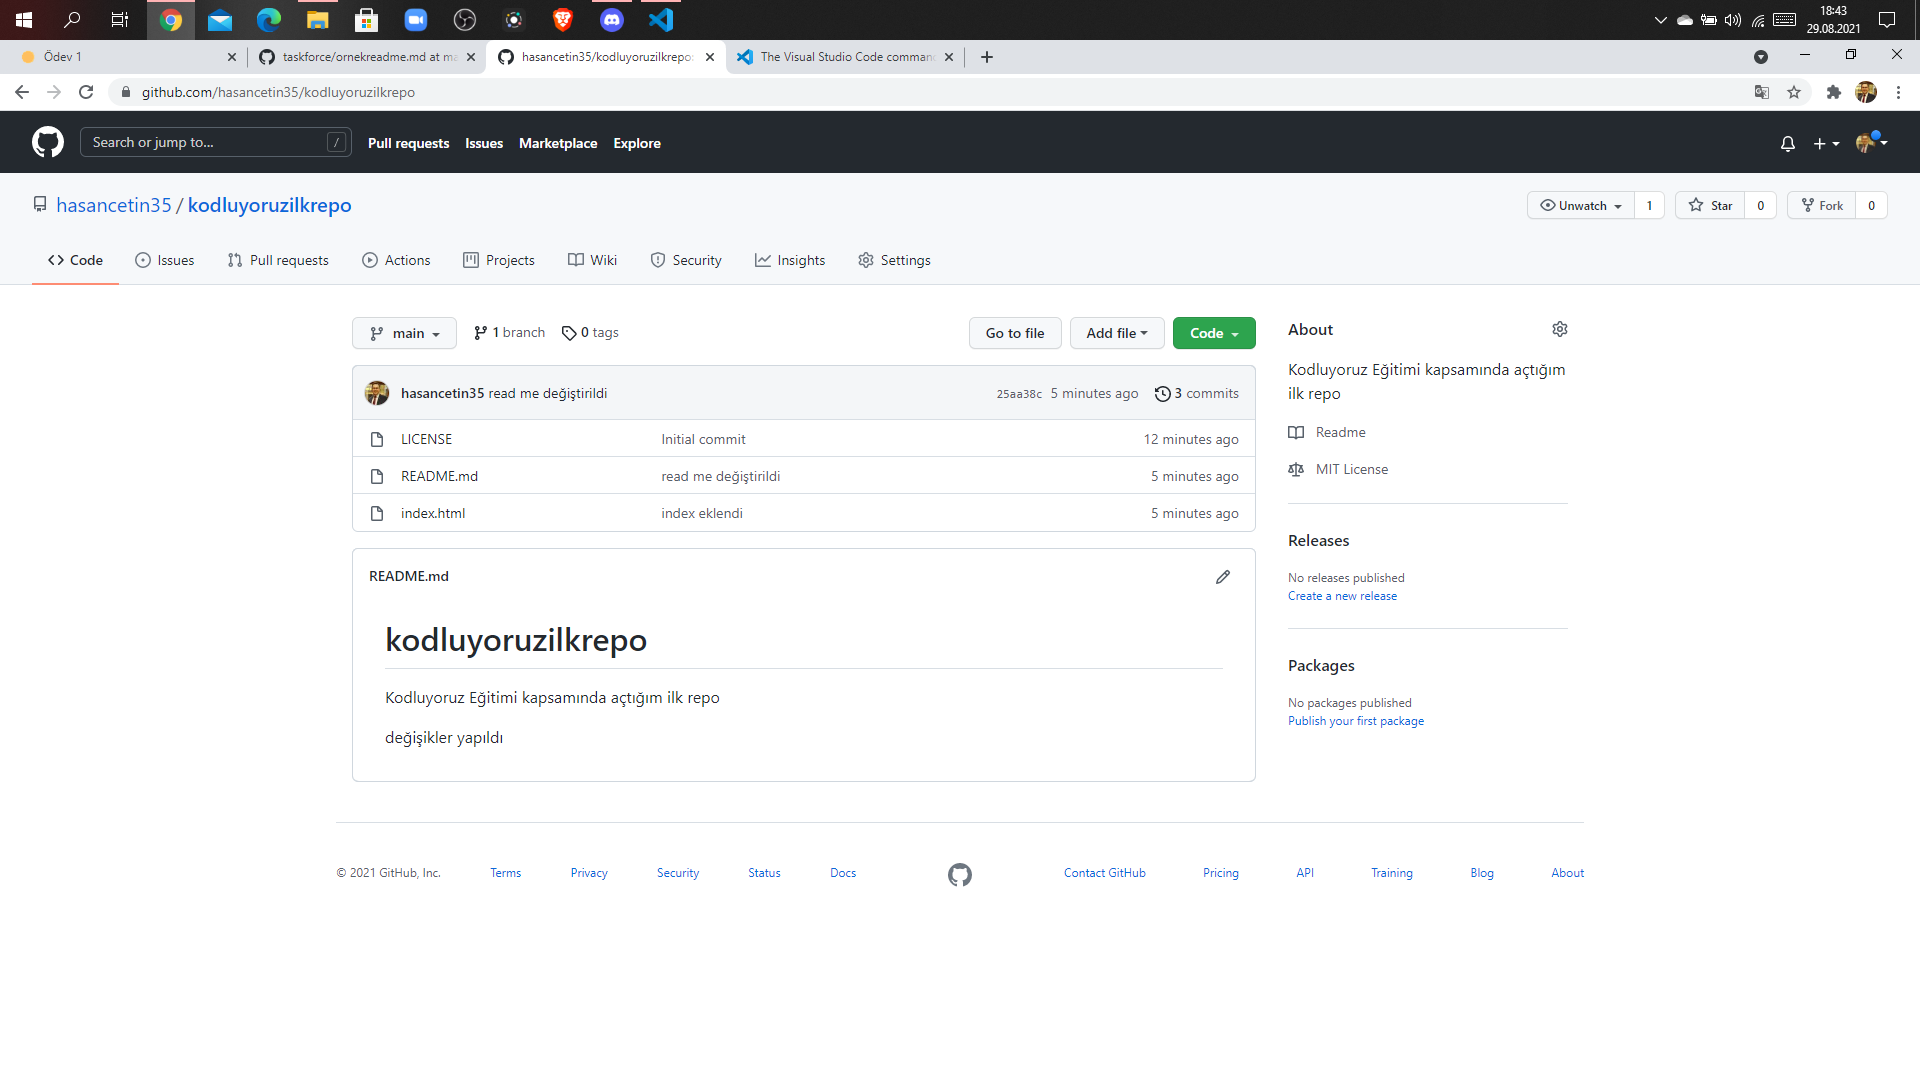 18:43
29.08.2021
Ödev 1
taskforce/ornekreadme.md at ma
hasancetin35/kodluyoruzilkrepo:
The Visual Studio Code comman
github.com/hasancetin35/kodluyoruzilkrepo
Search or jump to...
/
Pull requests
Issues
Marketplace
Explore
hasancetin35 / kodluyoruzilkrepo
Unwatch 1
Star 0
Fork 0
Code
Issues
Pull requests
Actions
Projects
Wiki
Security
Insights
Settings
main
1 branch
0 tags
Go to file
Add file
Code
hasancetin35 read me değiştirildi
25aa38c 5 minutes ago
3 commits
LICENSE Initial commit 12 minutes ago
README.md read me değiştirildi 5 minutes ago
index.html index eklendi 5 minutes ago
README.md
kodluyoruzilkrepo
Kodluyoruz Eğitimi kapsamında açtığım ilk repo
değişikler yapıldı
About
Kodluyoruz Eğitimi kapsamında açtığım
ilk repo
Readme
MIT License
Releases
No releases published
Create a new release
Packages
No packages published
Publish your first package
© 2021 GitHub, Inc.
Terms
Privacy
Security
Status
Docs
Contact GitHub
Pricing
API
Training
Blog
About